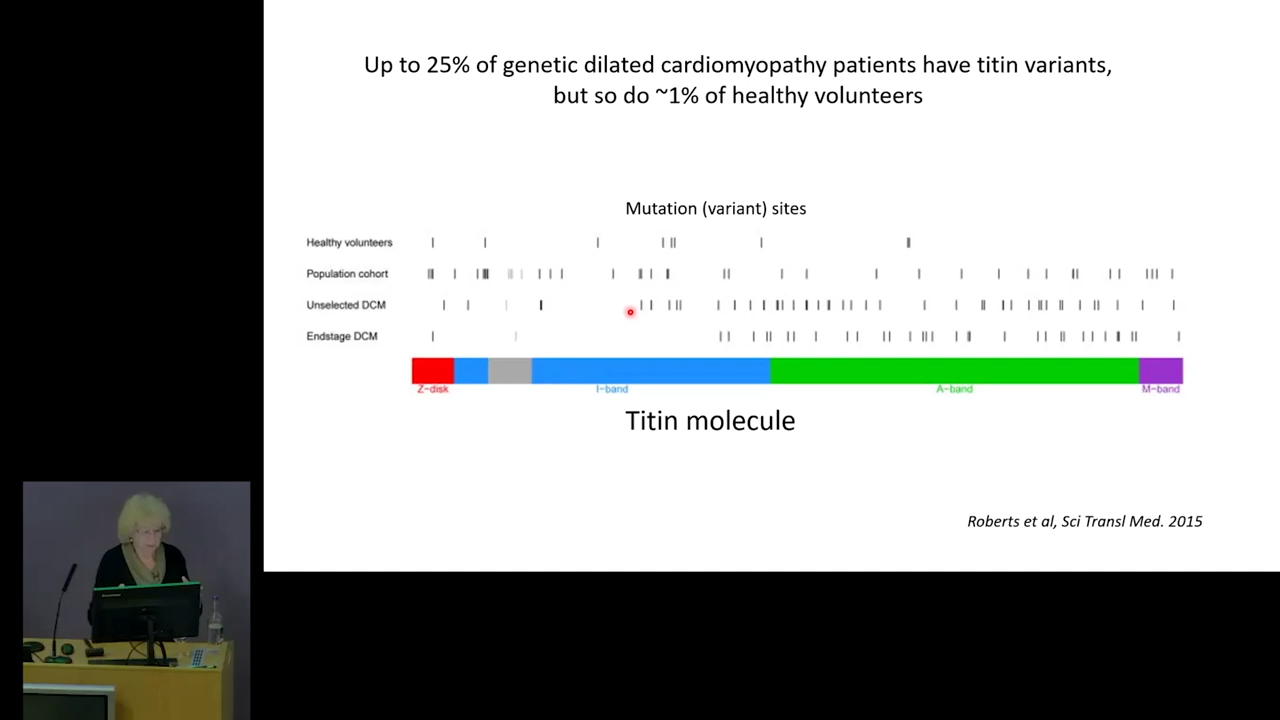 Up to 25% of genetic dilated cardiomyopathy patients have titin variants,
but so do ~1% of healthy volunteers
Mutation (variant) sites
Healthy volunteers
Population cohort
Unselected DCM
Endstage DCM
Z-disk
I-band
A-band
M-band
Titin molecule
Roberts et al, Sci Transl Med. 2015